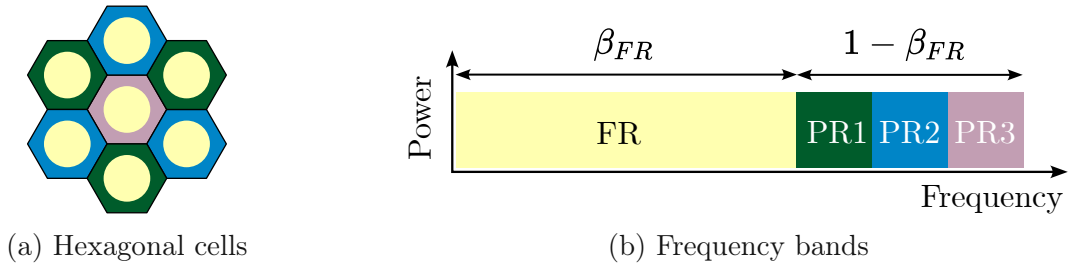 β_FR
1 − β_FR
Power
FR
PR1
PR2
PR3
Frequency
(a) Hexagonal cells
(b) Frequency bands